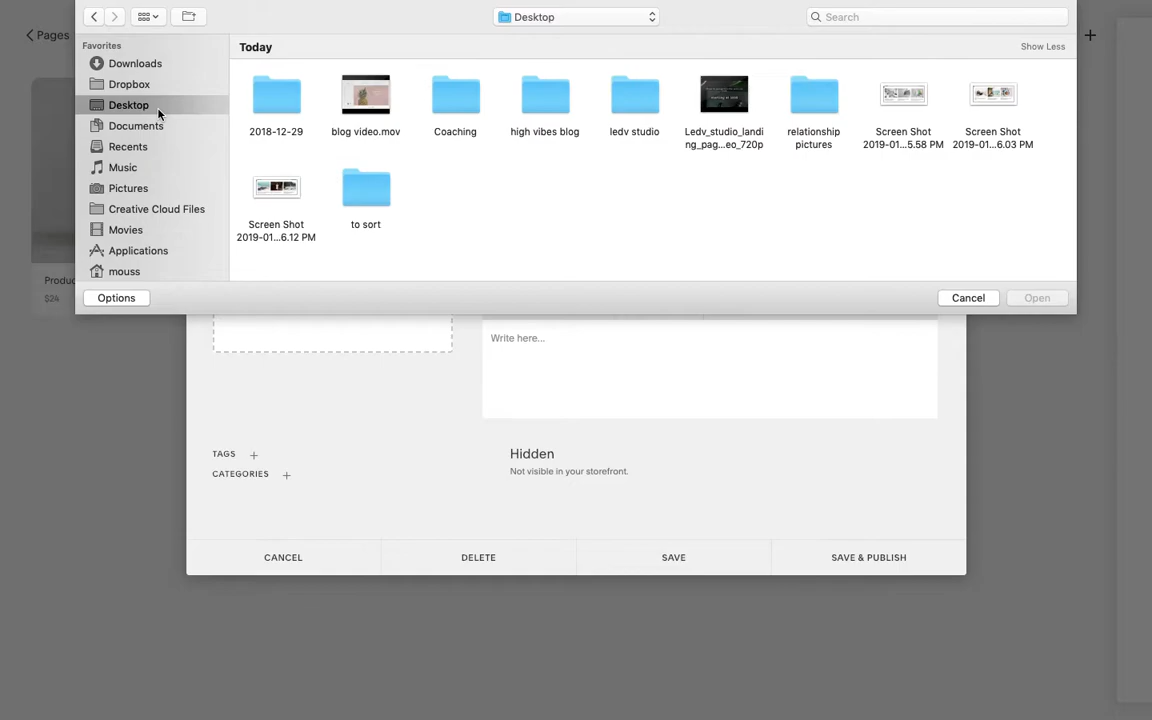 Pages
Desktop
Search
Favorites
Today
Show Less
Downloads
Dropbox
Desktop
Documents
Recents
Music
Pictures
Creative Cloud Files
Movies
Applications
mouss
2018-12-29
blog video.mov
Coaching
high vibes blog
ledv studio
Ledv_studio_landi
ng_pag...eo_720p
relationship
pictures
Screen Shot
2019-01...5.58 PM
Screen Shot
2019-01...6.03 PM
Screen Shot
2019-01...6.12 PM
to sort
Produc
$24
Options
Cancel
Open
Write here...
TAGS
CATEGORIES
Hidden
Not visible in your storefront.
CANCEL
DELETE
SAVE
SAVE & PUBLISH